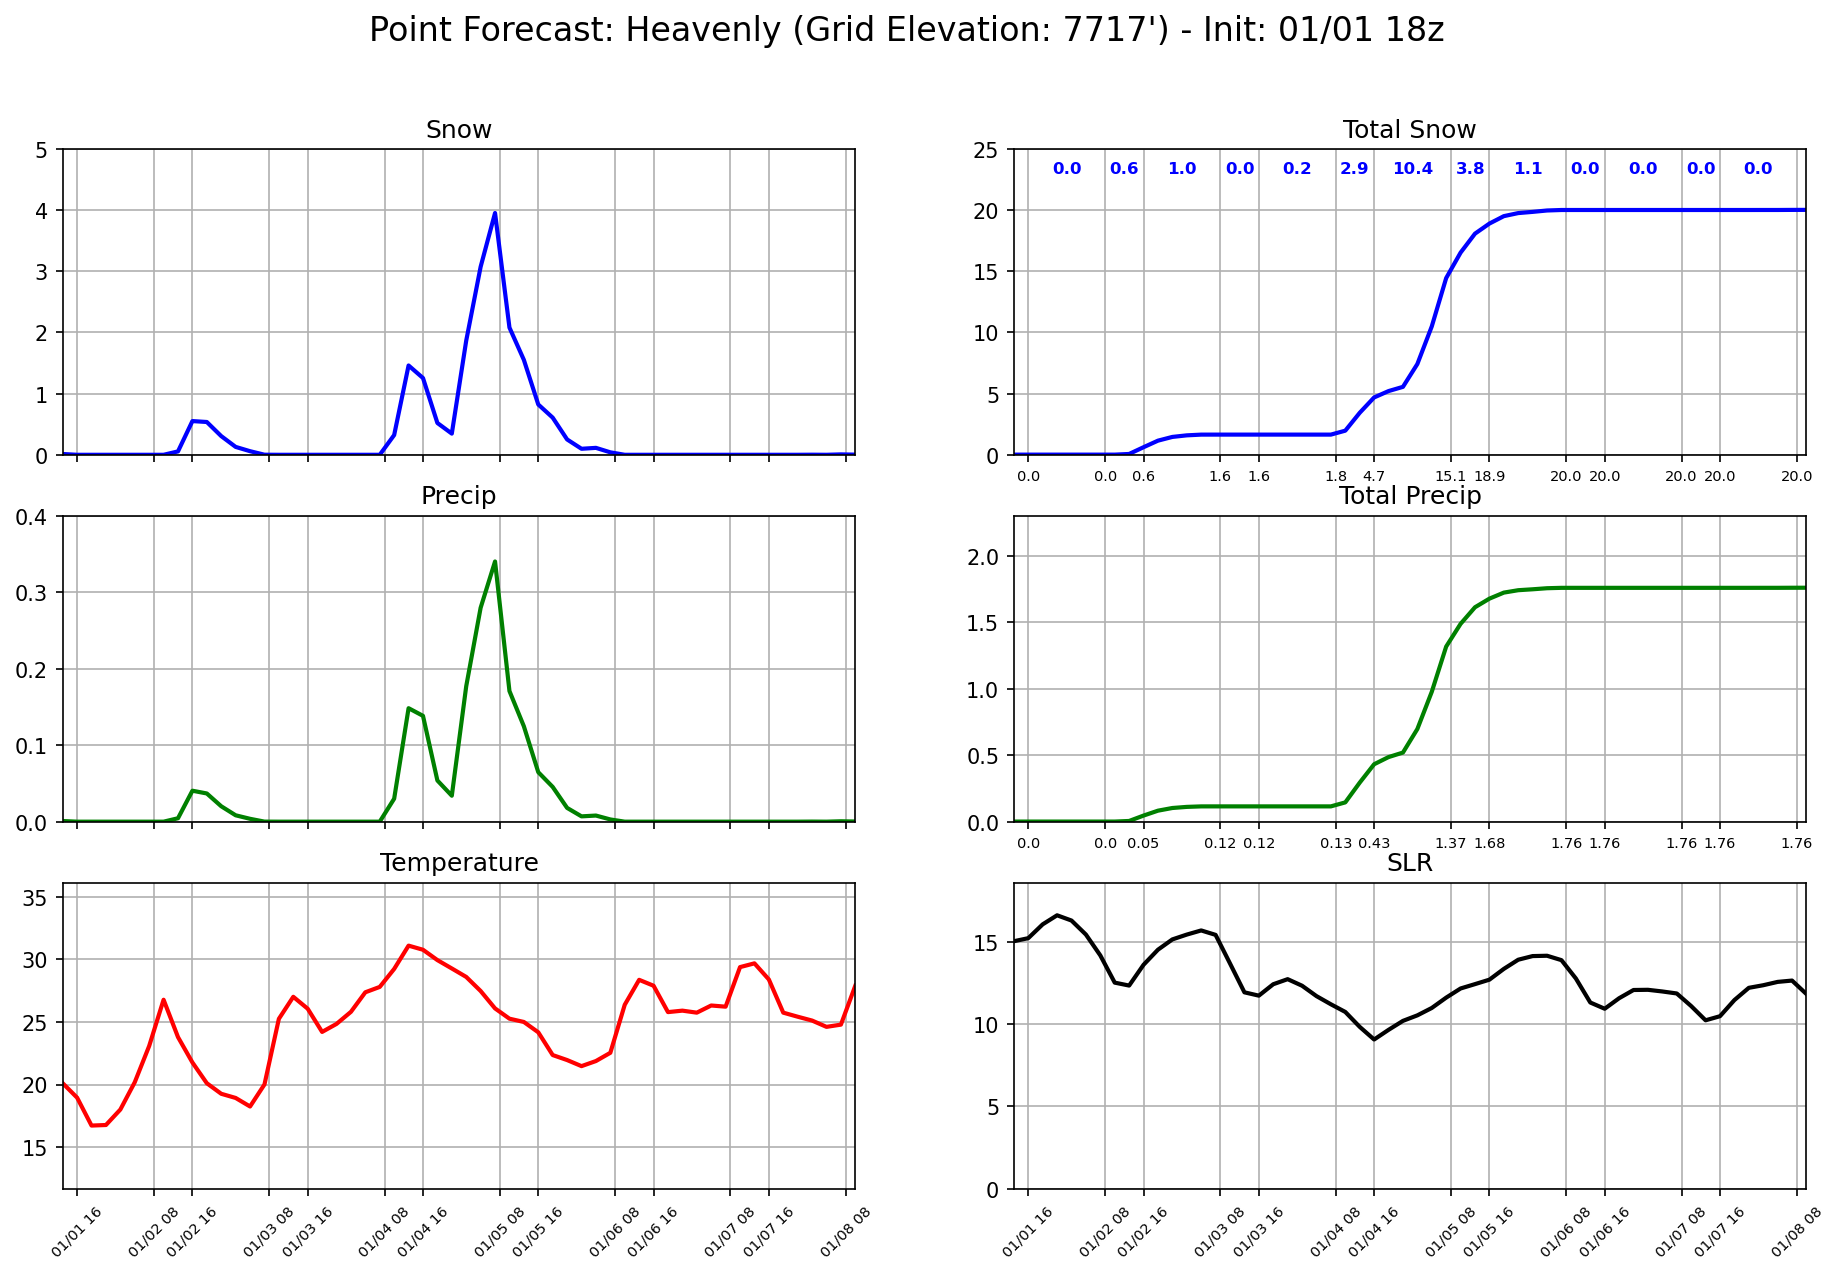 Point Forecast: Heavenly (Grid Elevation: 7717') - Init: 01/01 18z
Snow
5
4
3
2
1
0
Total Snow
25
20
15
10
5
0
0.0 0.6 1.0 0.0 0.2 2.9 10.4 3.8 1.1 0.0 0.0 0.0 0.0
0.0 0.0 0.6 1.6 1.6 1.8 4.7 15.1 18.9 20.0 20.0 20.0 20.0 20.0
Precip
0.4
0.3
0.2
0.1
0.0
Total Precip
2.0
1.5
1.0
0.5
0.0
0.0 0.0 0.05 0.12 0.12 0.13 0.43 1.37 1.68 1.76 1.76 1.76 1.76 1.76
Temperature
35
30
25
20
15
01/01 16 01/02 08 01/02 16 01/03 08 01/03 16 01/04 08 01/04 16 01/05 08 01/05 16 01/06 08 01/06 16 01/07 08 01/07 16 01/08 08
SLR
15
10
5
0
01/01 16 01/02 08 01/02 16 01/03 08 01/03 16 01/04 08 01/04 16 01/05 08 01/05 16 01/06 08 01/06 16 01/07 08 01/07 16 01/08 08